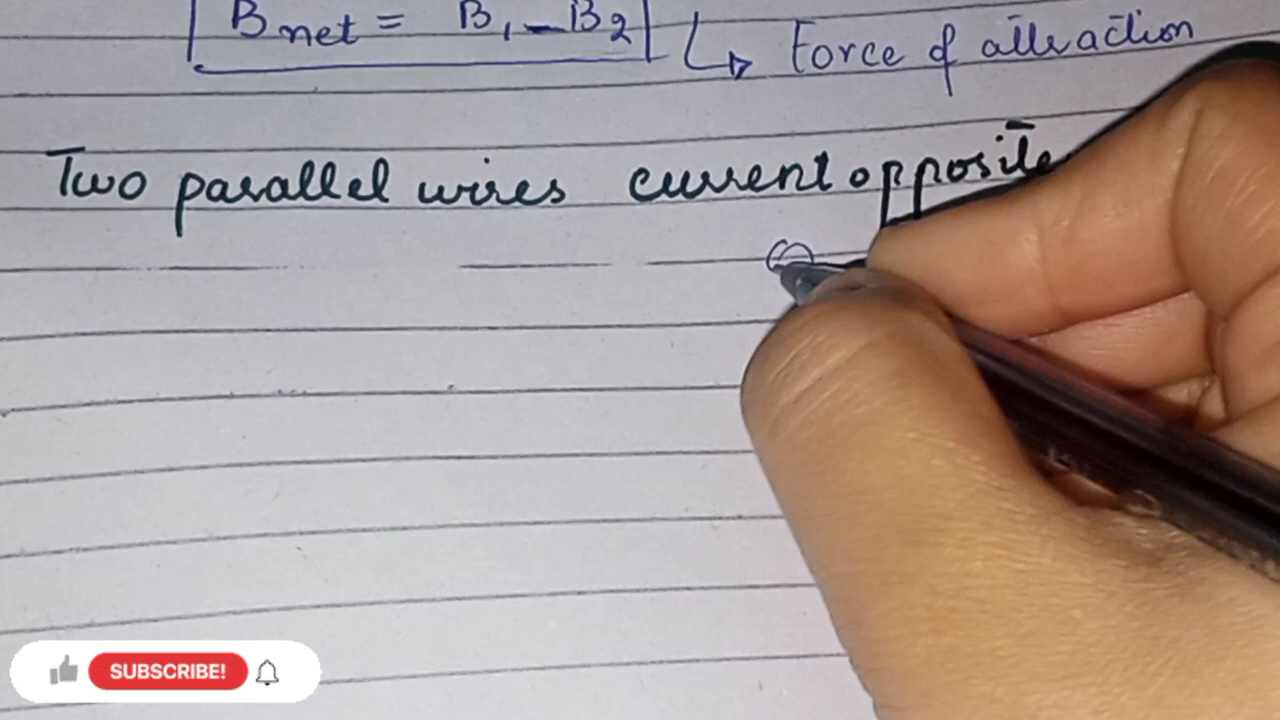 Bnet = B1 - B2
Force of attraction
Two parallel wires current opposite
SUBSCRIBE!